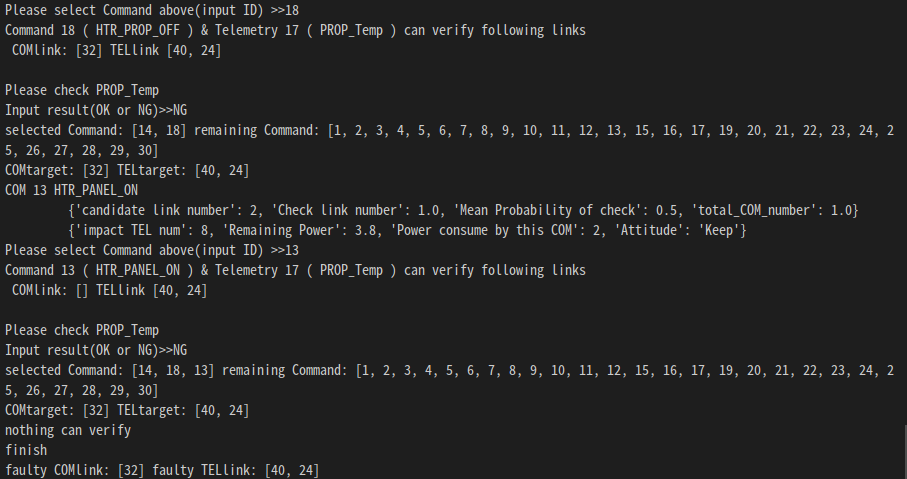 Please select Command above(input ID) >>18
Command 18 ( HTR_PROP_OFF ) & Telemetry 17 ( PROP_Temp ) can verify following links
 COMlink: [32] TELlink [40, 24]

Please check PROP_Temp
Input result(OK or NG)>>NG
selected Command: [14, 18] remaining Command: [1, 2, 3, 4, 5, 6, 7, 8, 9, 10, 11, 12, 13, 15, 16, 17, 19, 20, 21, 22, 23, 24, 2
5, 26, 27, 28, 29, 30]
COMtarget: [32] TELtarget: [40, 24]
COM 13 HTR_PANEL_ON
        {'candidate link number': 2, 'Check link number': 1.0, 'Mean Probability of check': 0.5, 'total_COM_number': 1.0}
        {'impact TEL num': 8, 'Remaining Power': 3.8, 'Power consume by this COM': 2, 'Attitude': 'Keep'}
Please select Command above(input ID) >>13
Command 13 ( HTR_PANEL_ON ) & Telemetry 17 ( PROP_Temp ) can verify following links
 COMlink: [] TELlink [40, 24]

Please check PROP_Temp
Input result(OK or NG)>>NG
selected Command: [14, 18, 13] remaining Command: [1, 2, 3, 4, 5, 6, 7, 8, 9, 10, 11, 12, 15, 16, 17, 19, 20, 21, 22, 23, 24, 2
5, 26, 27, 28, 29, 30]
COMtarget: [32] TELtarget: [40, 24]
nothing can verify
finish
faulty COMlink: [32] faulty TELlink: [40, 24]